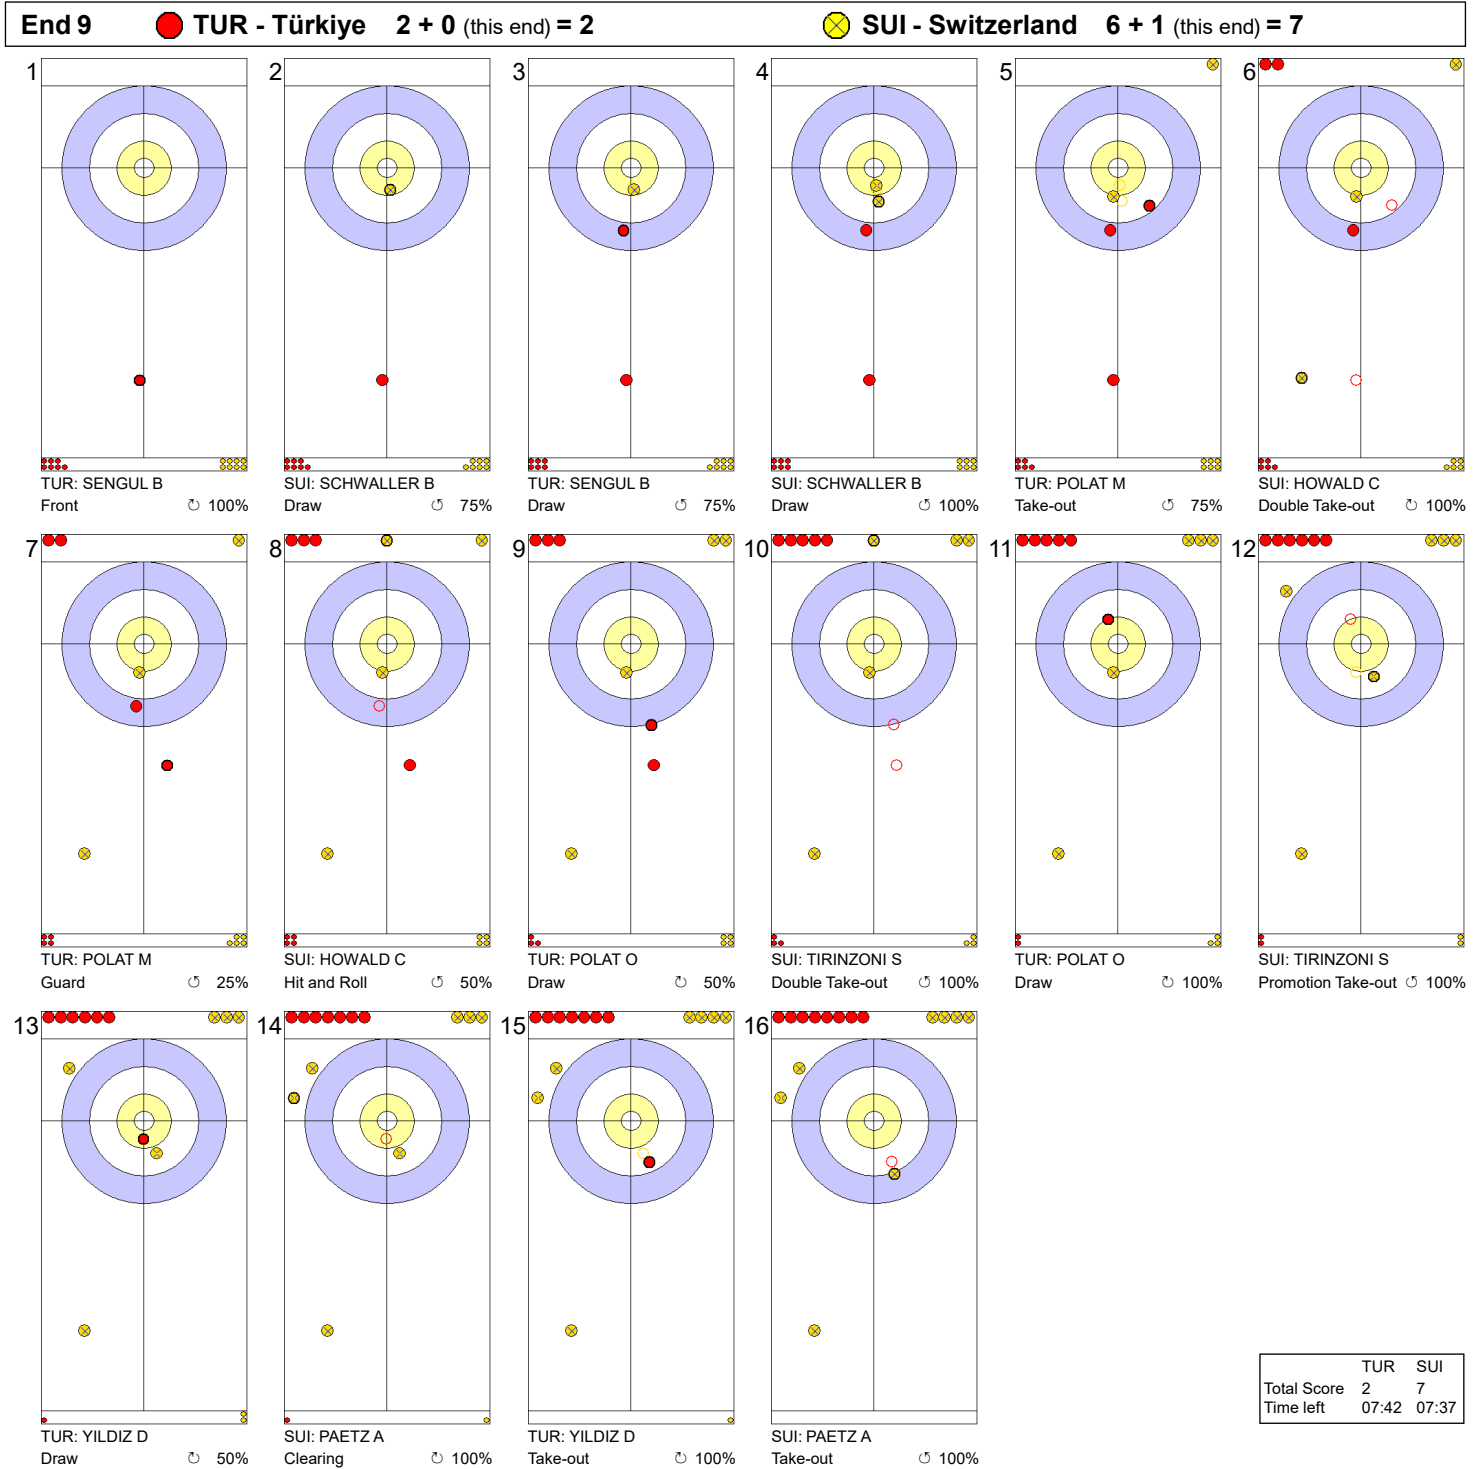 End 9 TUR - Türkiye 2 + 0 (this end) = 2 SUI - Switzerland 6 + 1 (this end) = 7
1 2 3 4 5 6
TUR: SENGUL B SUI: SCHWALLER B TUR: SENGUL B SUI: SCHWALLER B TUR: POLAT M SUI: HOWALD C
Front ↻ 100% Draw ↺ 75% Draw ↺ 75% Draw ↺ 100% Take-out ↺ 75% Double Take-out ↻ 100%
7 8 9 10 11 12
TUR: POLAT M SUI: HOWALD C TUR: POLAT O SUI: TIRINZONI S TUR: POLAT O SUI: TIRINZONI S
Guard ↺ 25% Hit and Roll ↺ 50% Draw ↻ 50% Double Take-out ↺ 100% Draw ↻ 100% Promotion Take-out ↺ 100%
13 14 15 16
TUR: YILDIZ D SUI: PAETZ A TUR: YILDIZ D SUI: PAETZ A
Draw ↻ 50% Clearing ↻ 100% Take-out ↻ 100% Take-out ↻ 100%
TUR SUI
Total Score 2 7
Time left 07:42 07:37